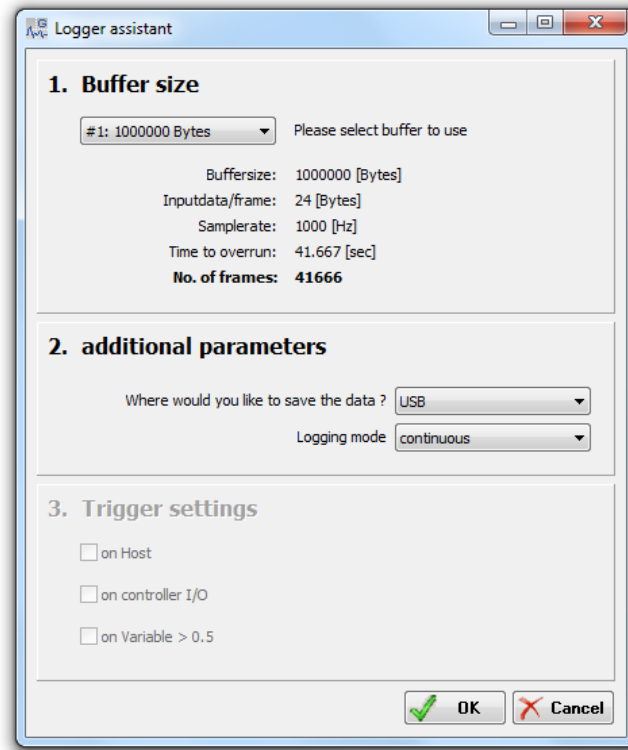 Logger assistant
1. Buffer size
#1: 1000000 Bytes Please select buffer to use
Buffersize: 1000000 [Bytes]
Inputdata/frame: 24 [Bytes]
Samplerate: 1000 [Hz]
Time to overrun: 41.667 [sec]
No. of frames: 41666
2. additional parameters
Where would you like to save the data ? USB
Logging mode continuous
3. Trigger settings
on Host
on controller I/O
on Variable > 0.5
OK Cancel